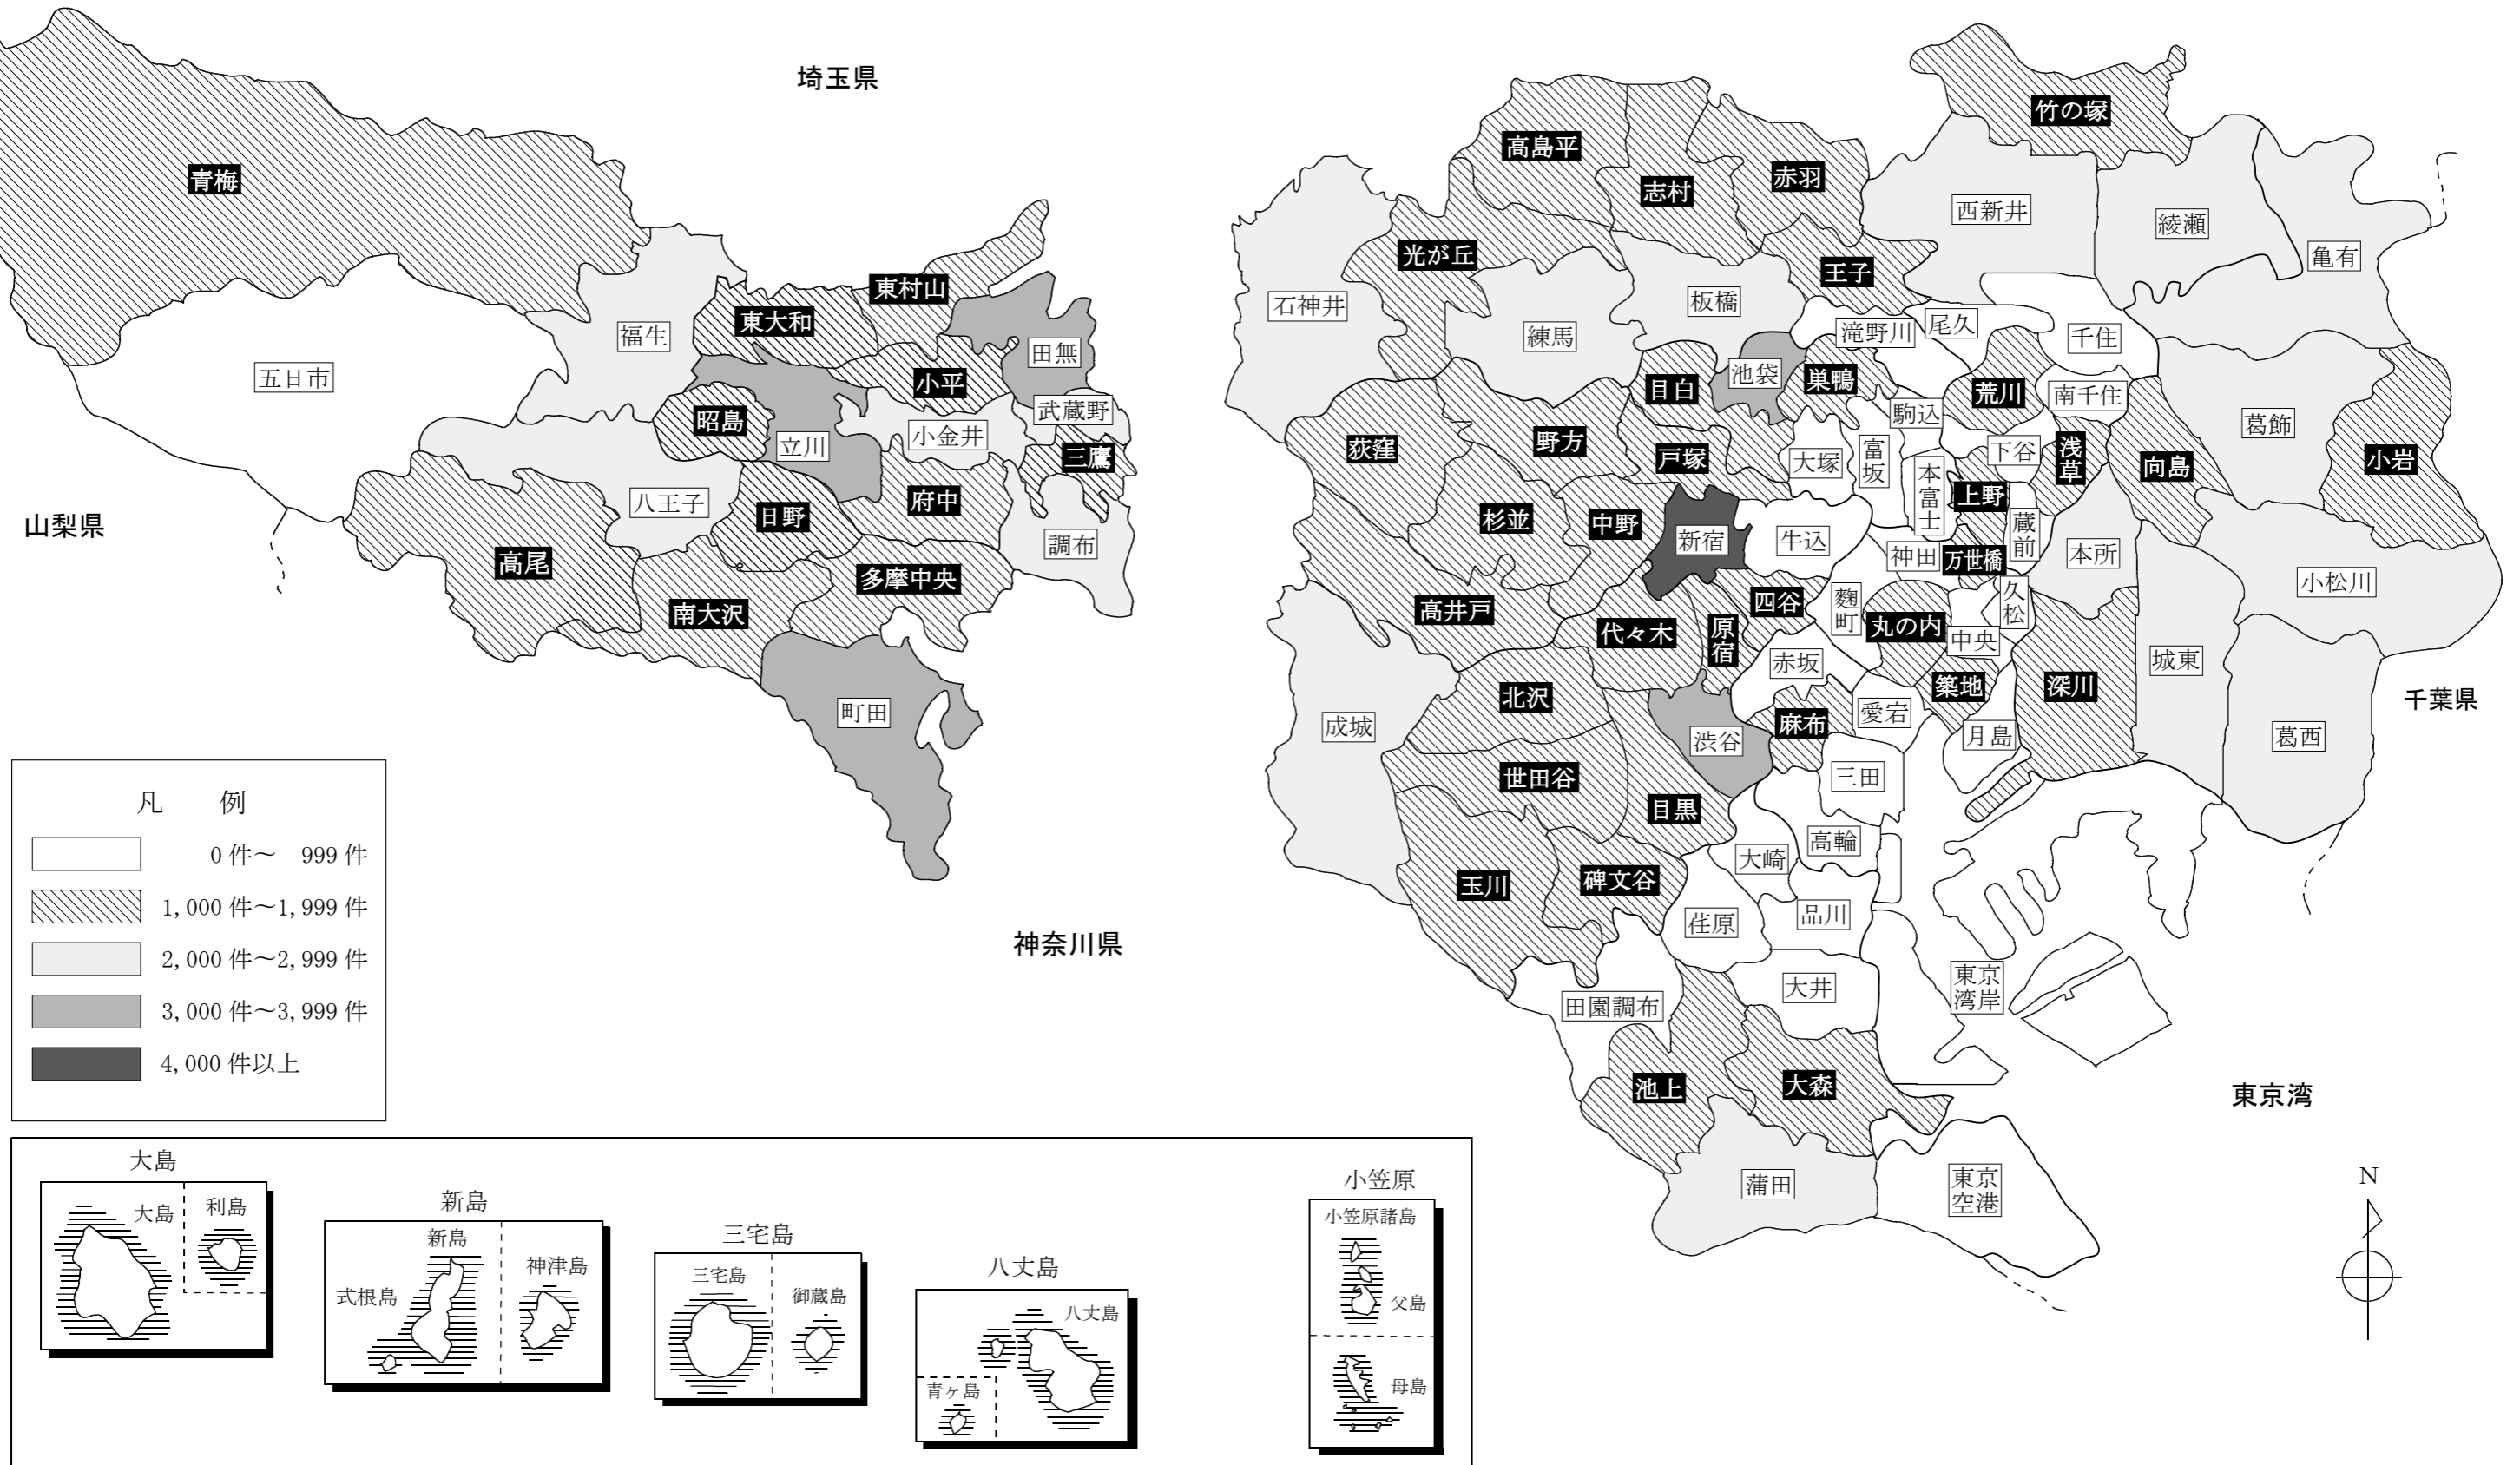 埼玉県
山梨県
神奈川県
千葉県
東京湾
青梅
五日市
福生
東大和
東村山
田無
小平
昭島
立川
小金井
武蔵野
三鷹
八王子
日野
府中
調布
高尾
南大沢
多摩中央
町田
高島平
志村
赤羽
竹の塚
西新井
綾瀬
亀有
石神井
光が丘
王子
板橋
練馬
滝野川
尾久
千住
池袋
巣鴨
目白
荒川
南千住
駒込
葛飾
小岩
荻窪
野方
戸塚
大塚
富坂
本富士
下谷
浅草
向島
上野
蔵前
杉並
中野
新宿
牛込
神田
万世橋
本所
小松川
高井戸
代々木
原宿
四谷
麴町
丸の内
久松
中央
赤坂
築地
深川
城東
葛西
成城
北沢
渋谷
麻布
愛宕
月島
世田谷
目黒
三田
高輪
大崎
玉川
碑文谷
荏原
品川
田園調布
大井
東京
湾岸
池上
大森
蒲田
東京
空港
凡 例
0件～ 999件
1,000件～1,999件
2,000件～2,999件
3,000件～3,999件
4,000件以上
大島
大島
利島
新島
新島
式根島
神津島
三宅島
三宅島
御蔵島
八丈島
八丈島
青ヶ島
小笠原
小笠原諸島
父島
母島
N